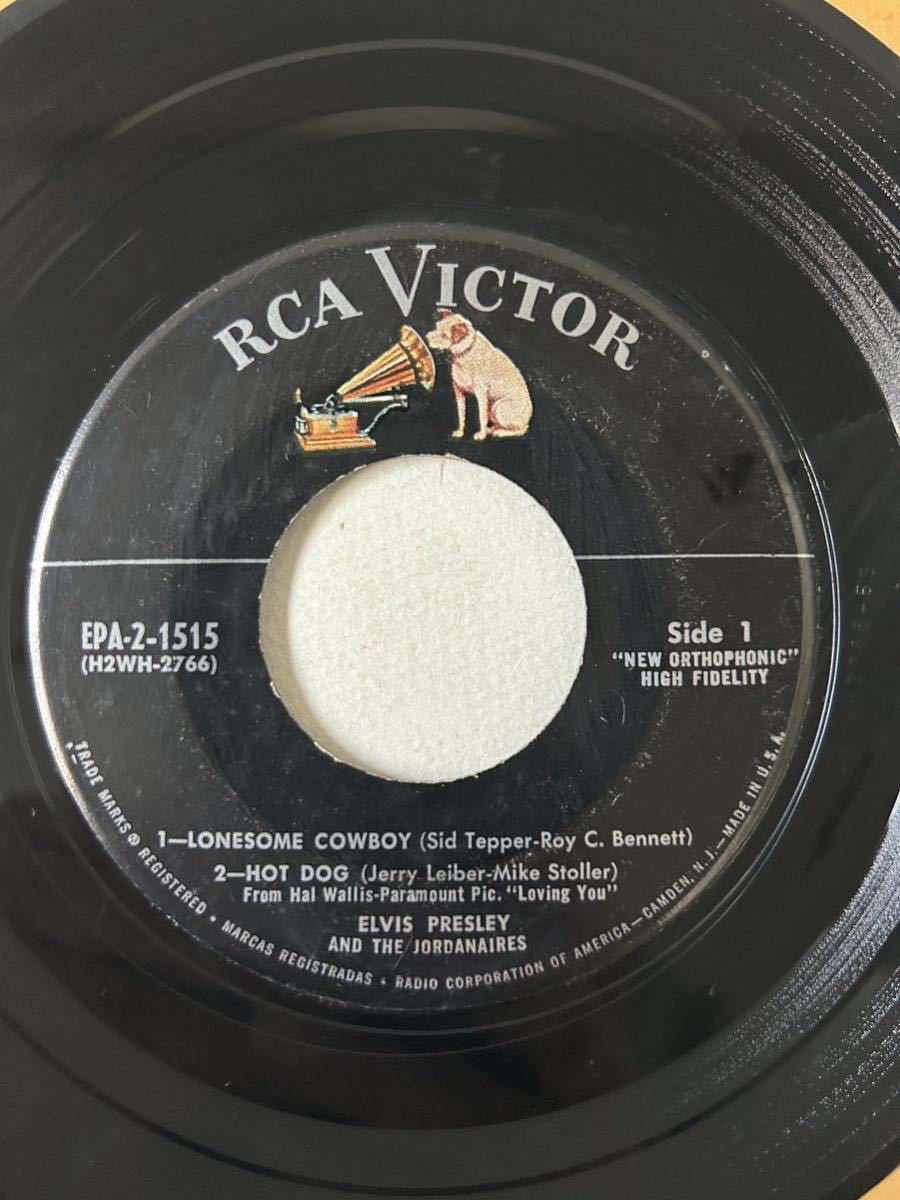 RCA VICTOR
EPA-2-1515
(H2WH-2766)
Side 1
"NEW ORTHOPHONIC"
HIGH FIDELITY
1—LONESOME COWBOY (Sid Tepper-Roy C. Bennett)
2—HOT DOG (Jerry Leiber-Mike Stoller)
From Hal Wallis-Paramount Pic. "Loving You"
ELVIS PRESLEY
AND THE JORDANAIRES
TRADE MARKS ® REGISTERED • MARCAS REGISTRADAS • RADIO CORPORATION OF AMERICA—CAMDEN, N. J.—MADE IN U.S.A.